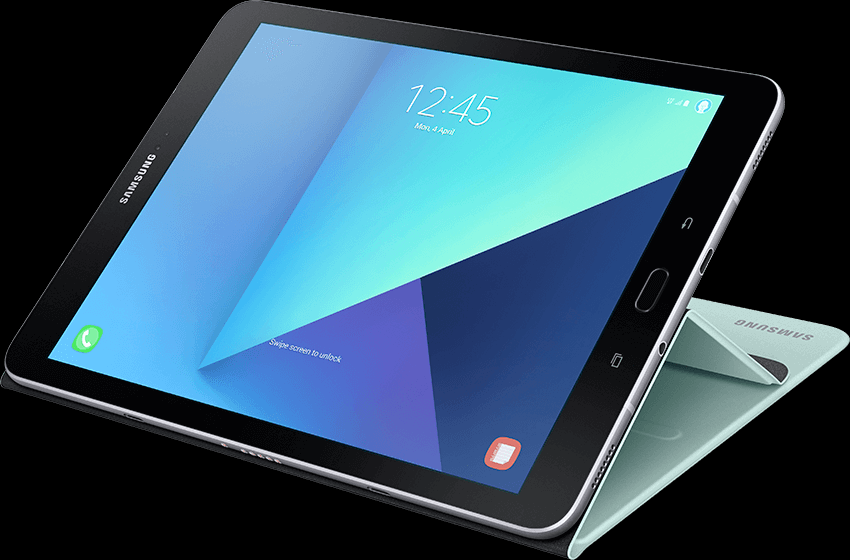 12:45
Mon, 4 April
SAMSUNG
Swipe screen to unlock
SAMSUNG